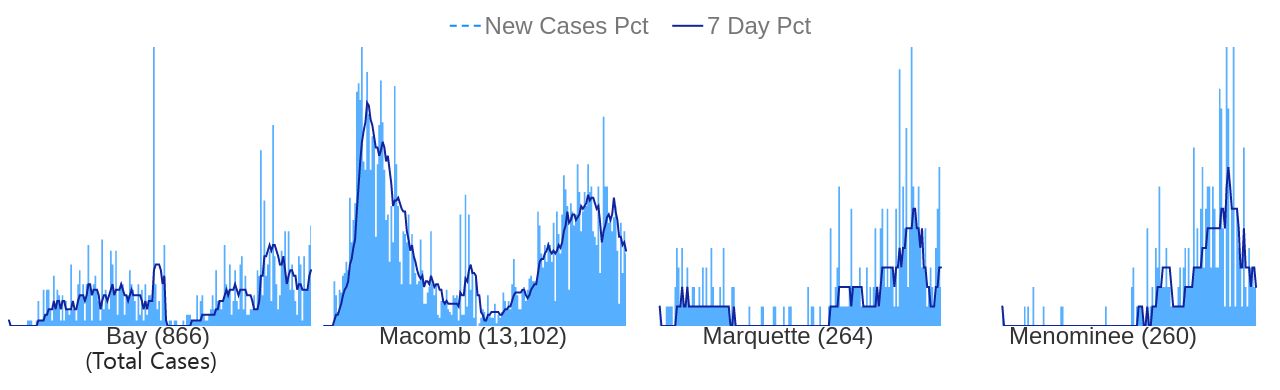 New Cases Pct 7 Day Pct
Bay (866) Macomb (13,102) Marquette (264) Menominee (260)
(Total Cases)